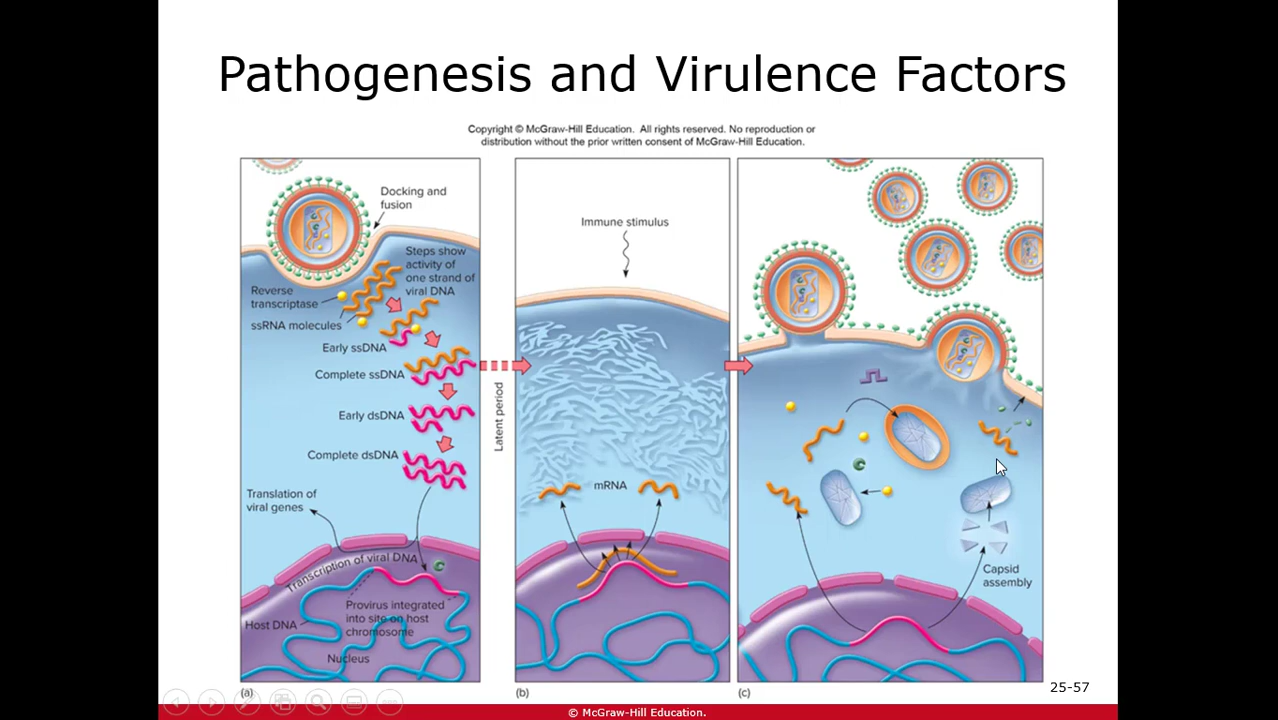 Pathogenesis and Virulence Factors
Copyright © McGraw-Hill Education. All rights reserved. No reproduction or
distribution without the prior written consent of McGraw-Hill Education.
Docking and
fusion
Steps show
activity of
one strand of
viral DNA
Reverse
transcriptase
ssRNA molecules
Early ssDNA
Complete ssDNA
Early dsDNA
Complete dsDNA
Translation of
viral genes
Transcription of viral DNA
Provirus integrated
into site on host
chromosome
Host DNA
Nucleus
(a)
Latent period
Immune stimulus
mRNA
(b)
Capsid
assembly
(c)
25-57
© McGraw-Hill Education.